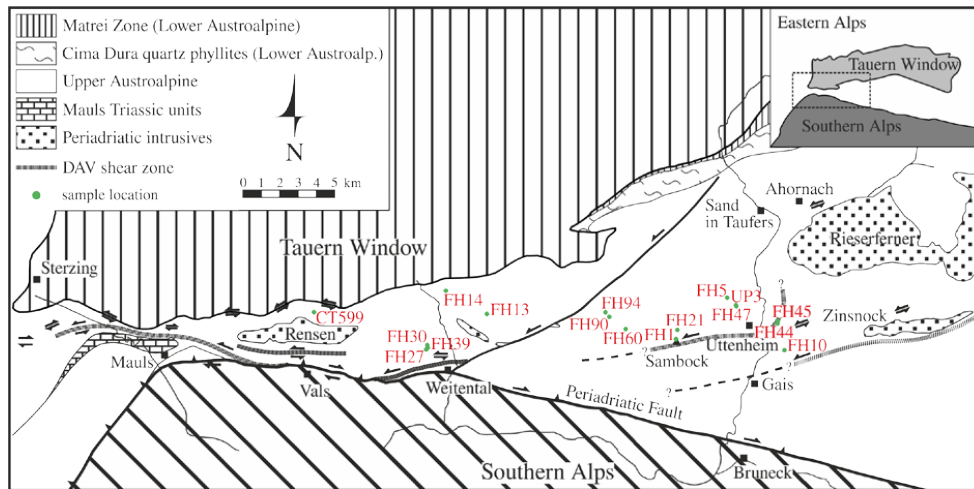 Matrei Zone (Lower Austroalpine)
Cima Dura quartz phyllites (Lower Austroalp.)
Upper Austroalpine
Mauls Triassic units
Periadriatic intrusives
DAV shear zone
sample location
N
0 1 2 3 4 5 km
Eastern Alps
Tauern Window
Southern Alps
Ahornach
Sand
in Taufers
Rieserferner
Tauern Window
Sterzing
FH14
FH13
CT599
Rensen
FH30
FH39
FH27
FH94
FH90
FH60
FH5
UP3
FH47
FH21
FH1
FH45
FH44
FH10
Zinsnock
Uttenheim
Sambock
Mauls
Vals
Weitental
Gais
Periadriatic Fault
Bruneck
Southern Alps
?
?
?
?
?